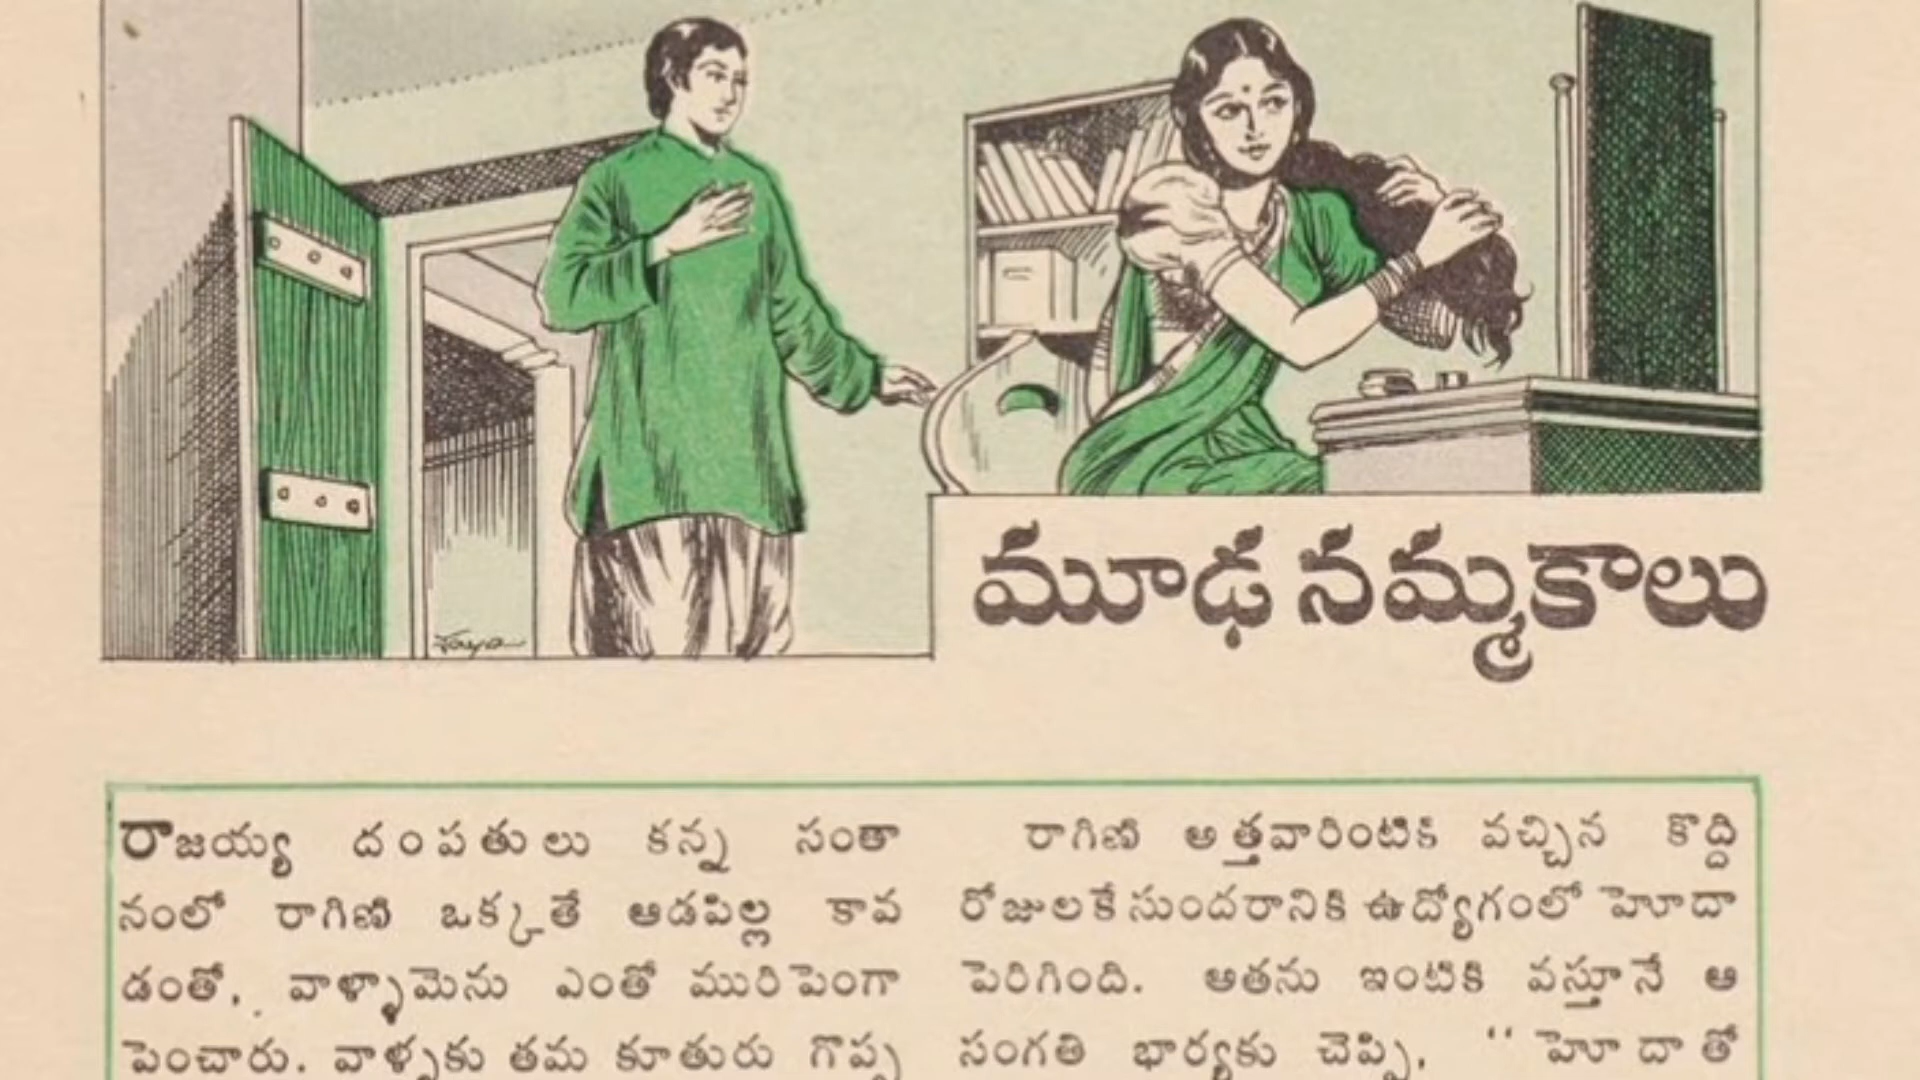 మూఢ నమ్మకాలు
రాజయ్య దంపతులు కన్న సంతా
నంలో రాగిణి ఒక్కతే ఆడపిల్ల కావ
డంతో, వాళ్ళామెను ఎంతో మురిపెంగా
పెంచారు. వాళ్ళకు తమ కూతురు గొప్ప
రాగిణి అత్తవారింటికి వచ్చిన కొద్ది
రోజులకే సుందరానికి ఉద్యోగంలో హెూదా
పెరిగింది. అతను ఇంటికి వస్తూనే ఆ
సంగతి భార్యకు చెప్పి, ‘‘హెూదాతో